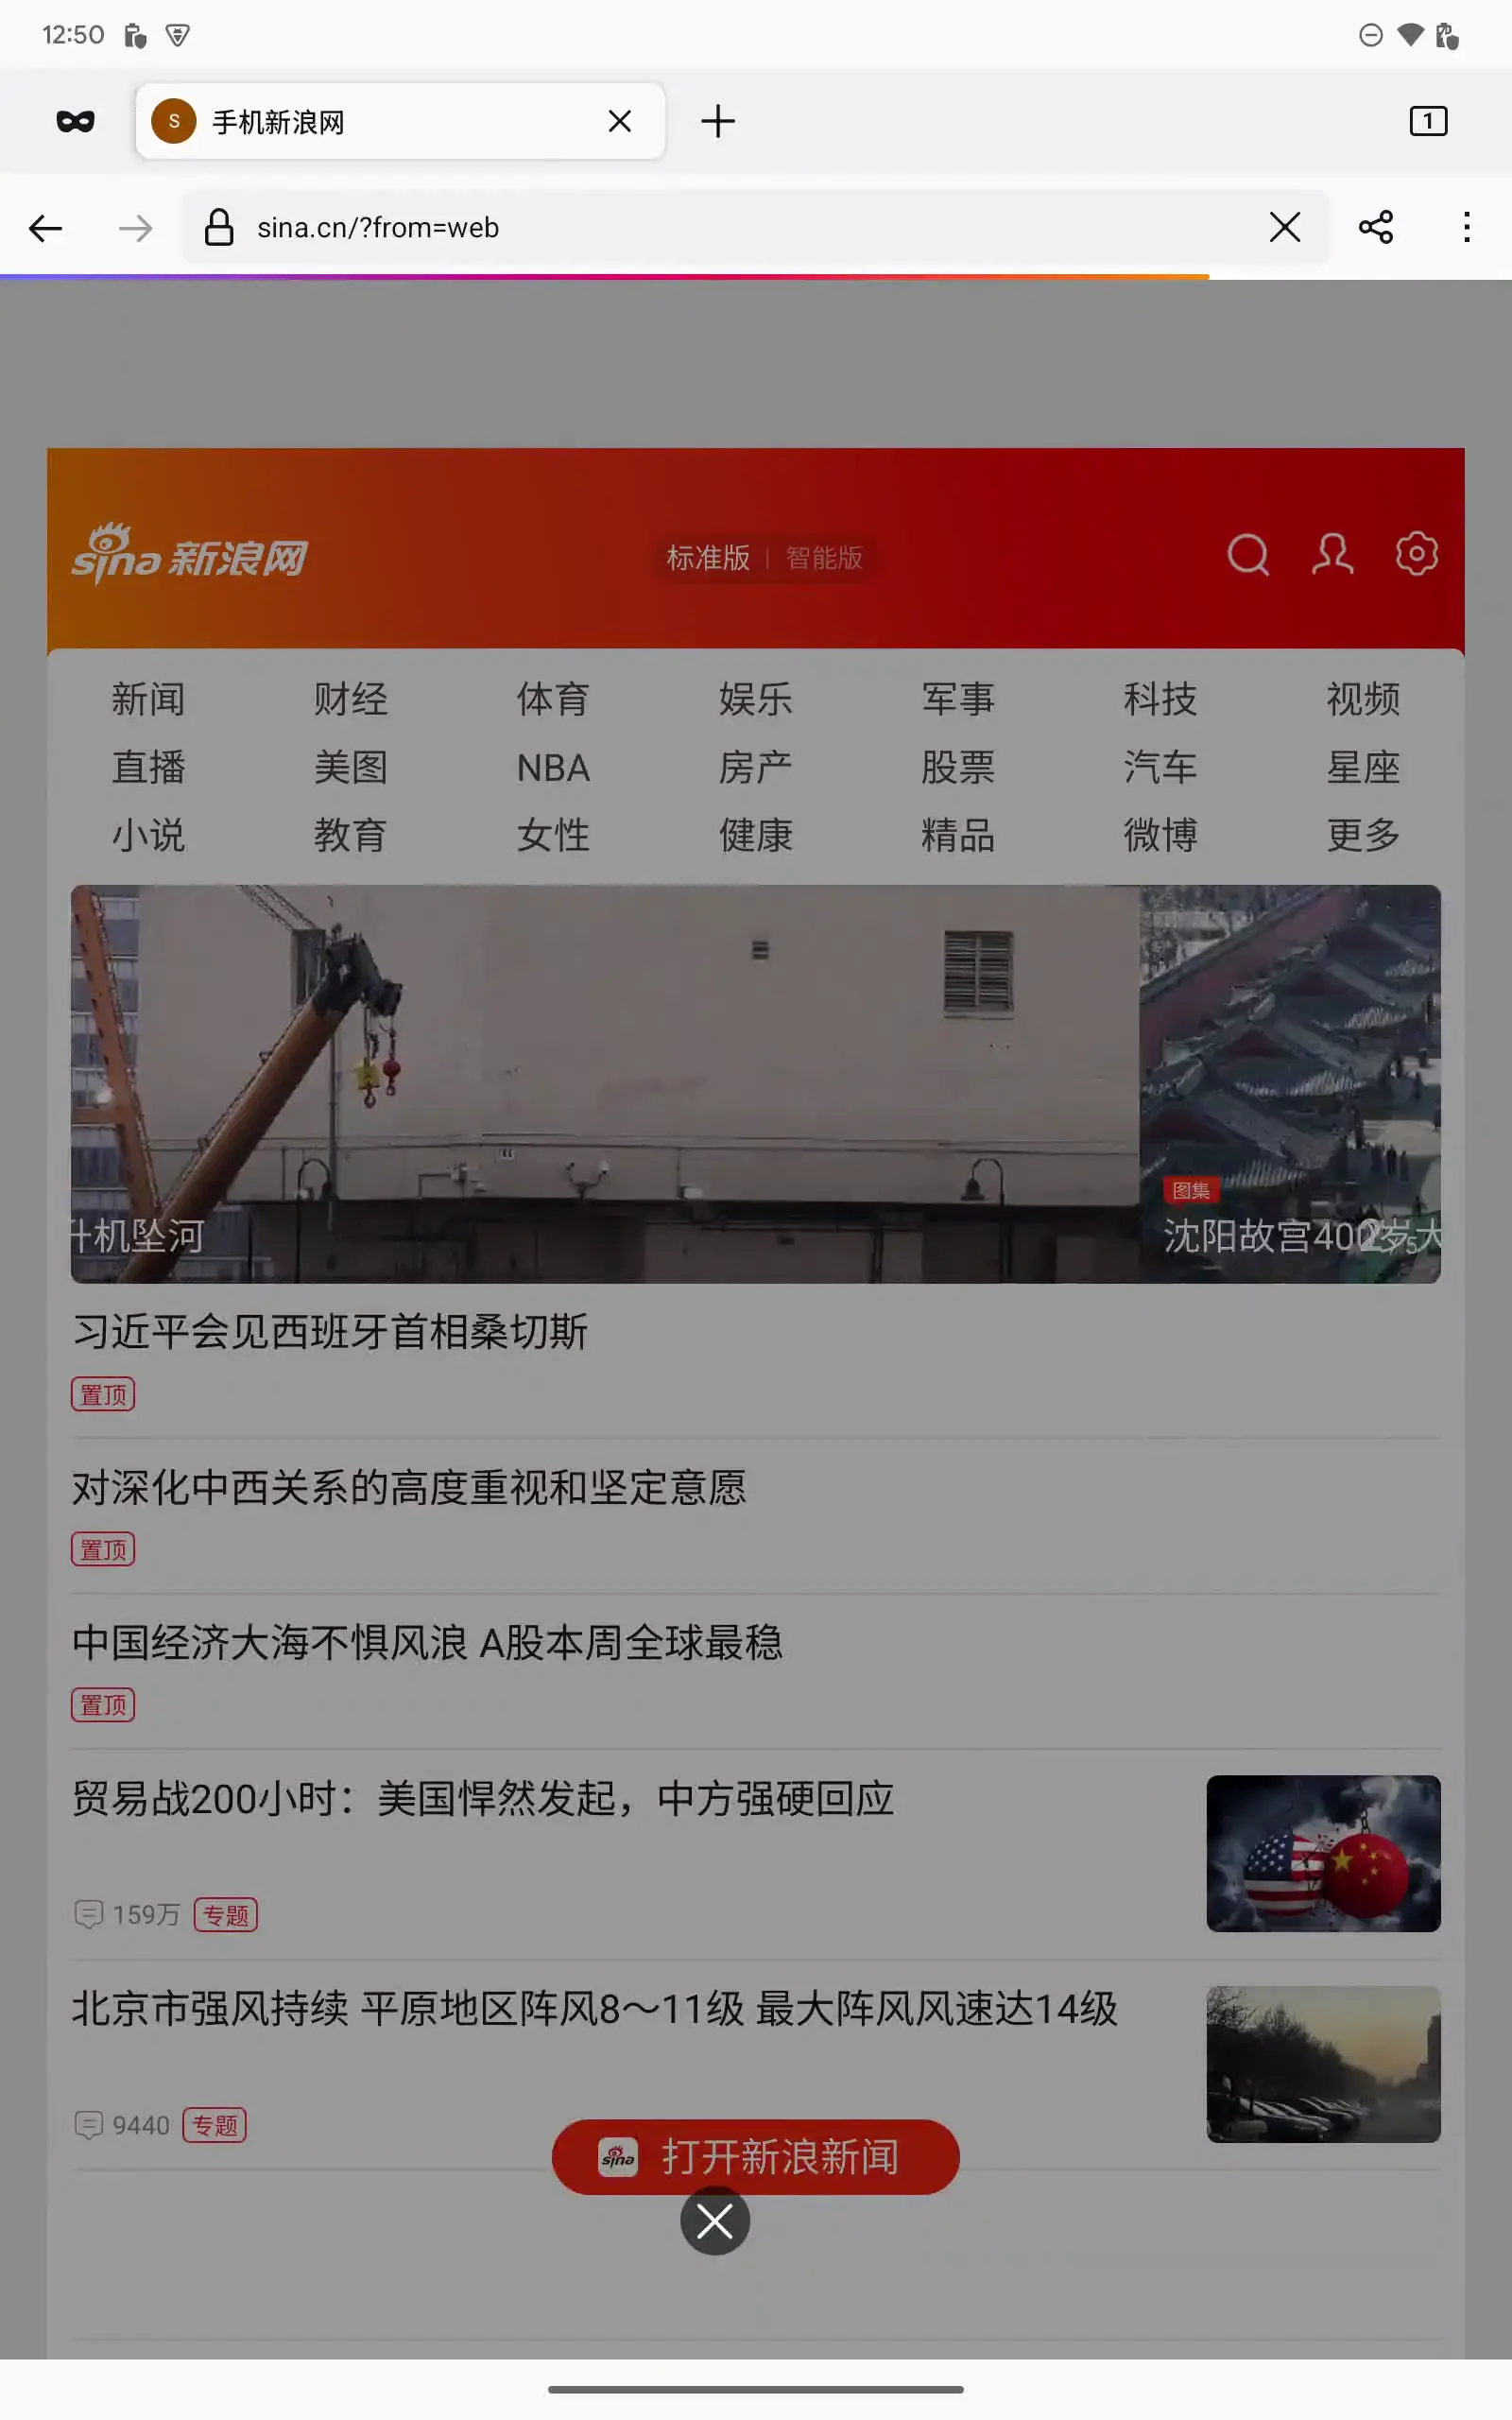 12:50
S 手机新浪网
1
sina.cn/?from=web
sina 新浪网
标准版 | 智能版
新闻 财经 体育 娱乐 军事 科技 视频
直播 美图 NBA 房产 股票 汽车 星座
小说 教育 女性 健康 精品 微博 更多
图集
升机坠河
沈阳故宫400岁大
习近平会见西班牙首相桑切斯
置顶
对深化中西关系的高度重视和坚定意愿
置顶
中国经济大海不惧风浪 A股本周全球最稳
置顶
贸易战200小时：美国悍然发起，中方强硬回应
159万 专题
北京市强风持续 平原地区阵风8～11级 最大阵风风速达14级
9440 专题
sina 打开新浪新闻